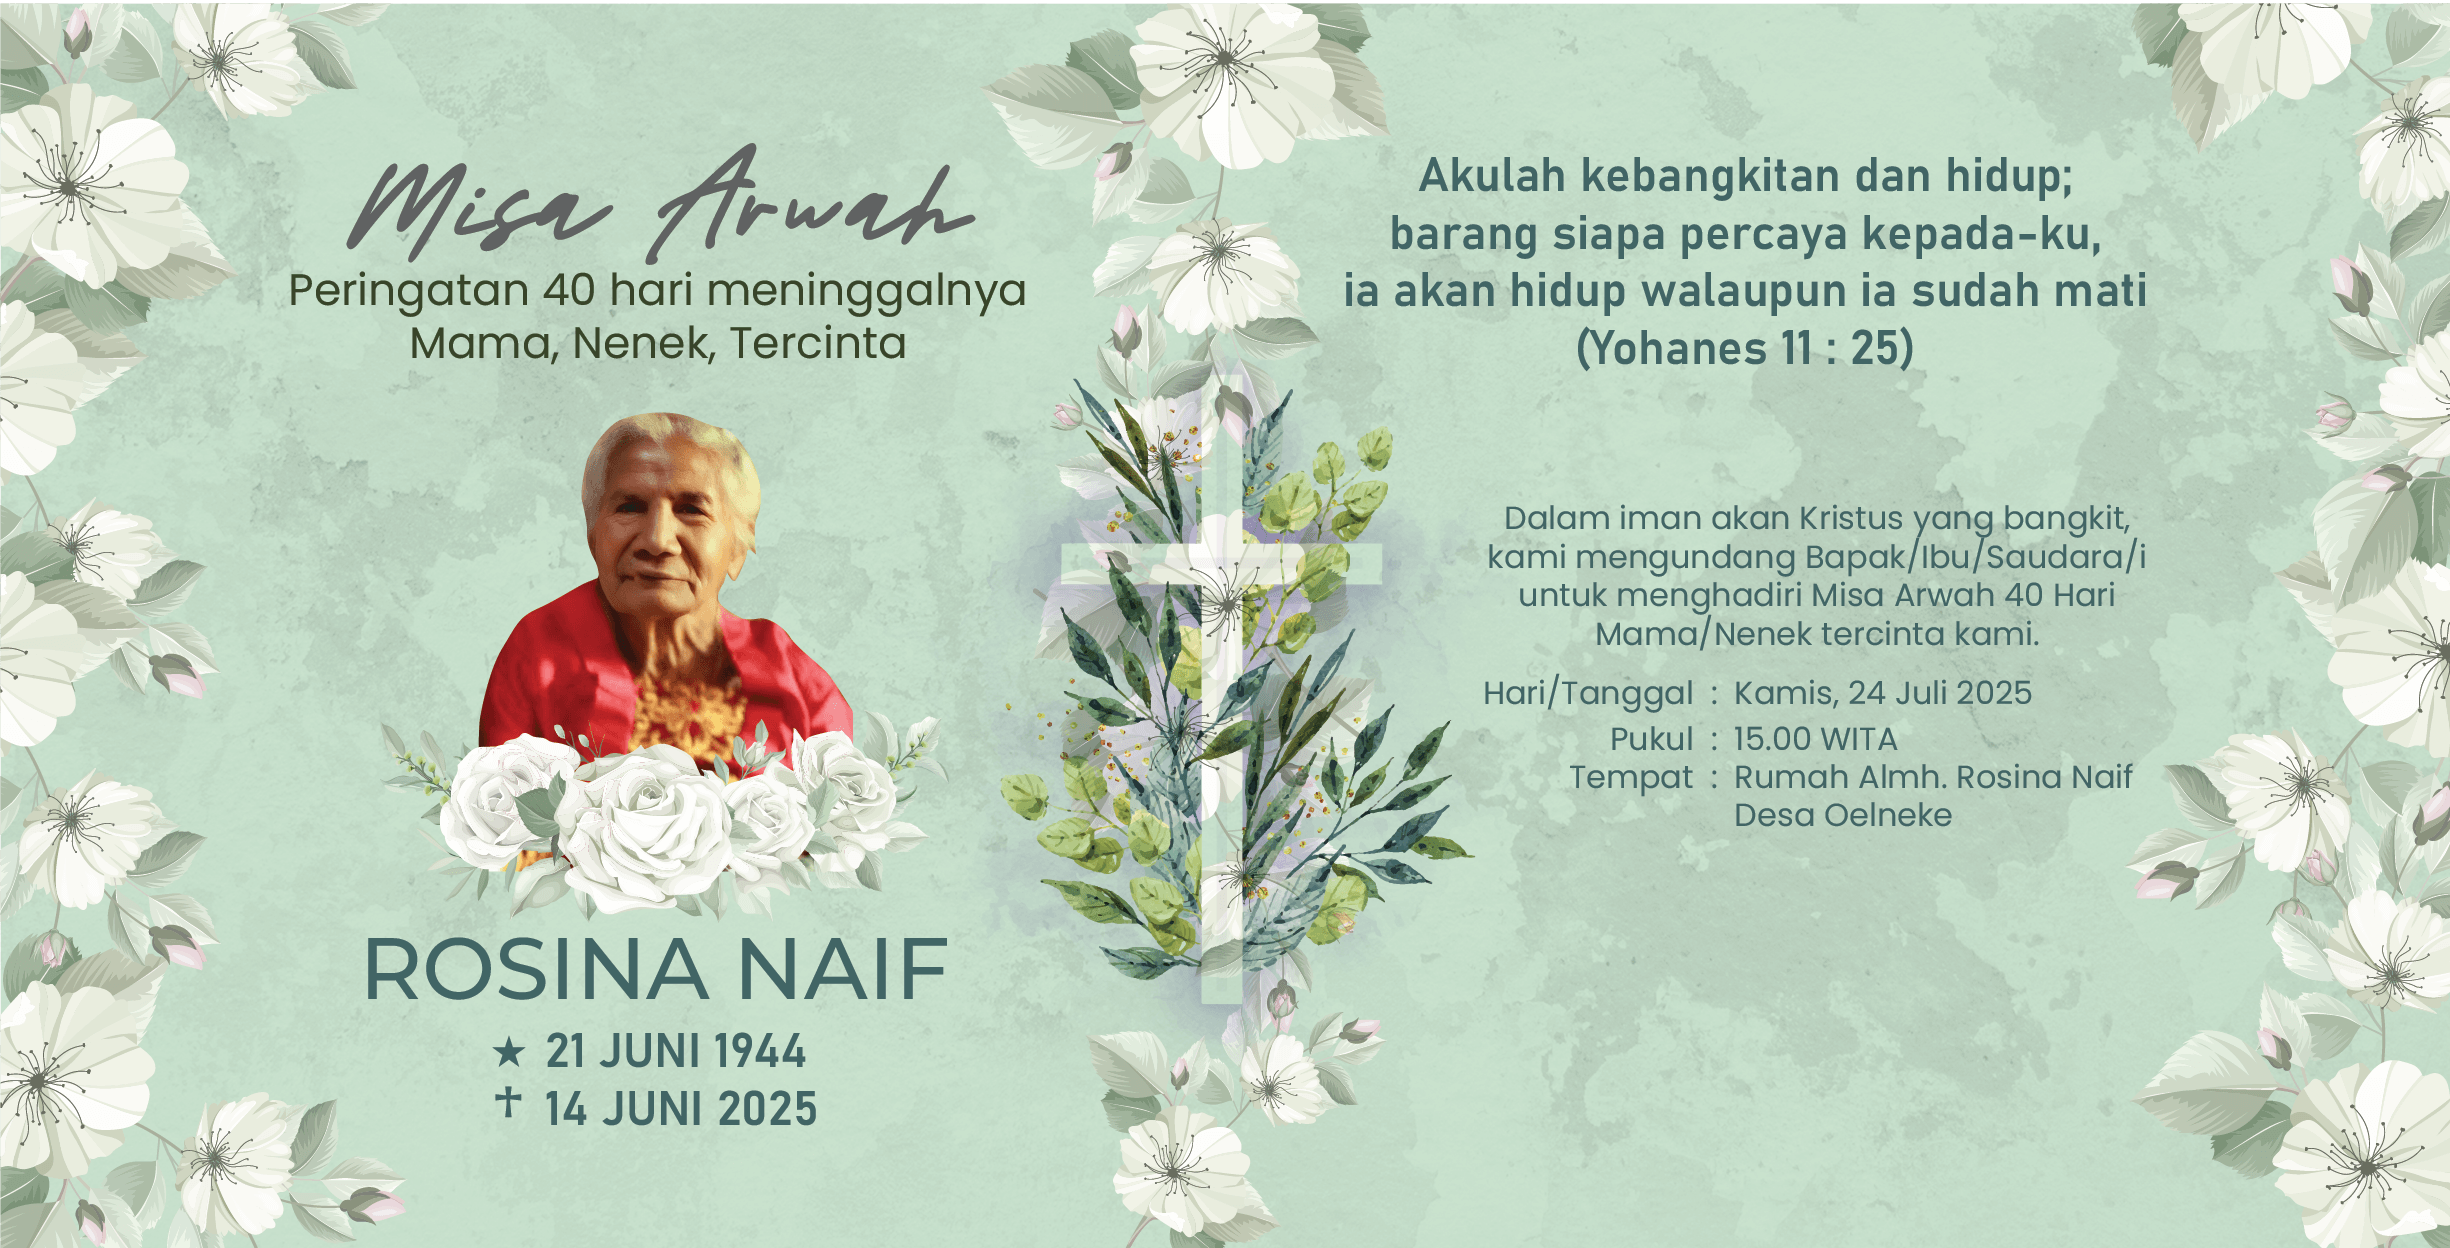 Misa Arwah
Peringatan 40 hari meninggalnya
Mama, Nenek, Tercinta
ROSINA NAIF
★ 21 JUNI 1944
✝ 14 JUNI 2025
Akulah kebangkitan dan hidup;
barang siapa percaya kepada-ku,
ia akan hidup walaupun ia sudah mati
(Yohanes 11 : 25)
Dalam iman akan Kristus yang bangkit,
kami mengundang Bapak/Ibu/Saudara/i
untuk menghadiri Misa Arwah 40 Hari
Mama/Nenek tercinta kami.
Hari/Tanggal : Kamis, 24 Juli 2025
Pukul : 15.00 WITA
Tempat : Rumah Almh. Rosina Naif
Desa Oelneke